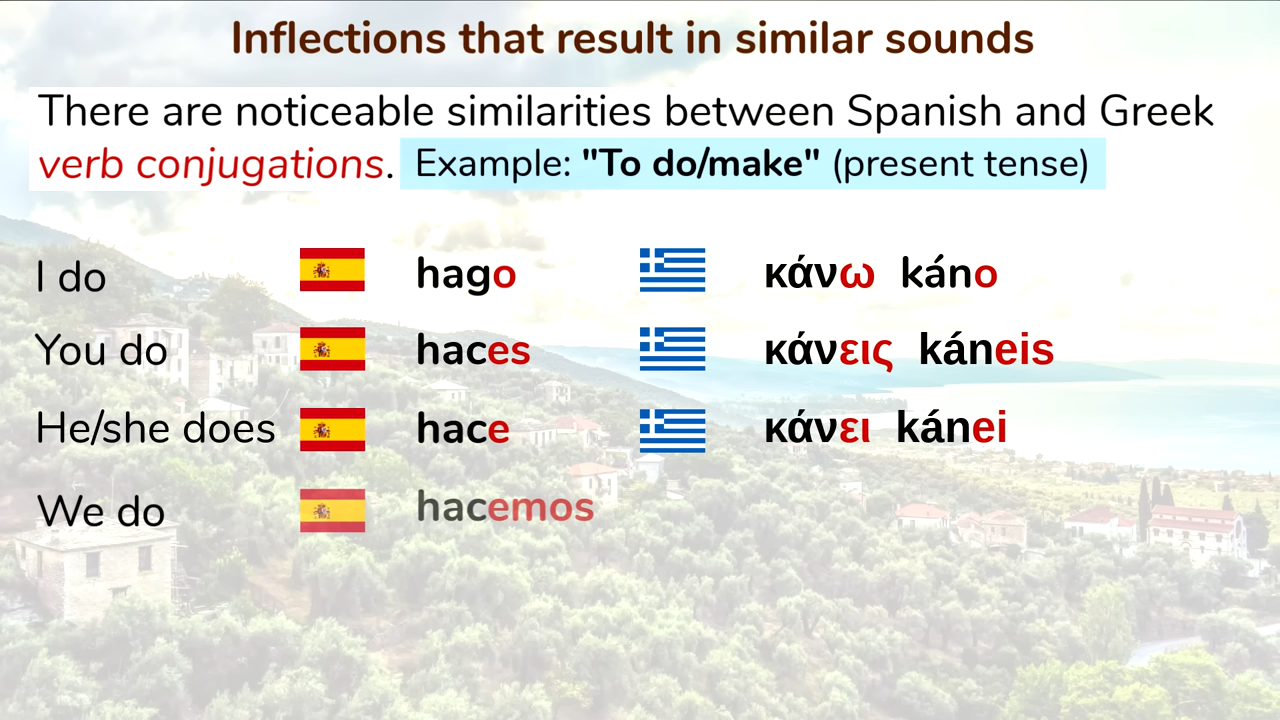 Inflections that result in similar sounds
There are noticeable similarities between Spanish and Greek
verb conjugations. Example: "To do/make" (present tense)
I do hago κάνω káno
You do haces κάνεις káneis
He/she does hace κάνει kánei
We do hacemos